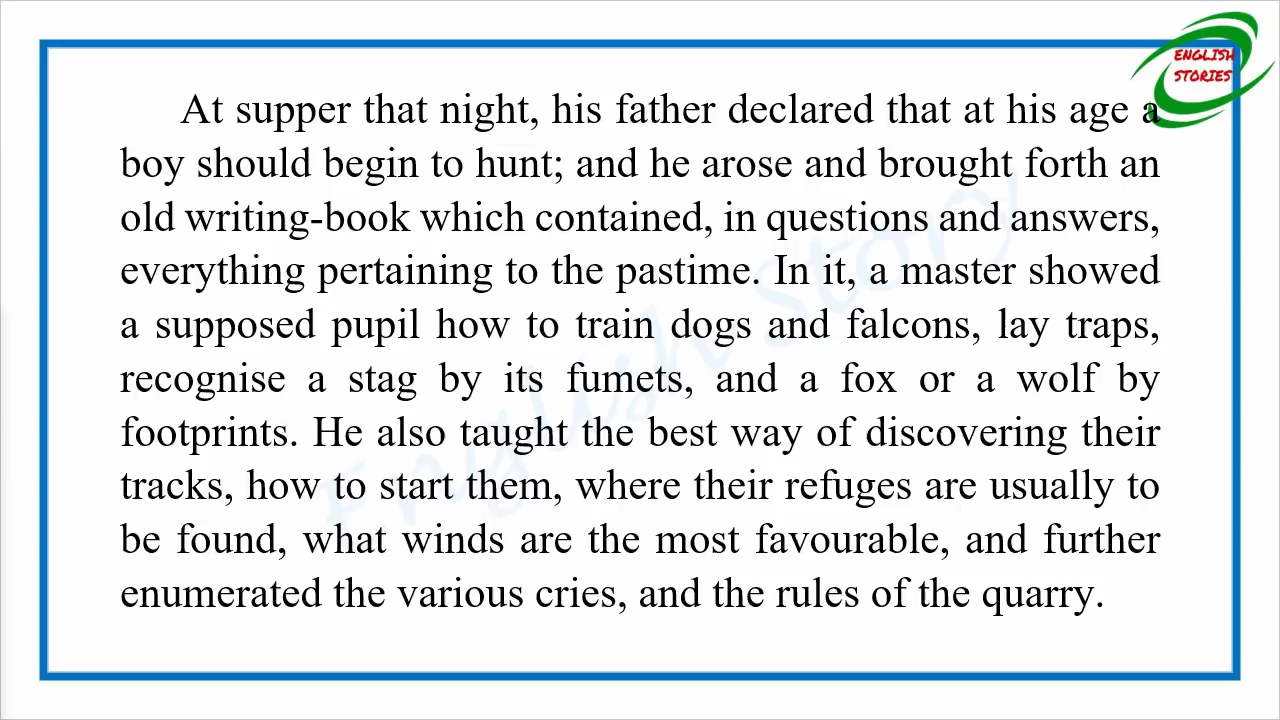 ENGLISH
STORIES
At supper that night, his father declared that at his age a
boy should begin to hunt; and he arose and brought forth an
old writing-book which contained, in questions and answers,
everything pertaining to the pastime. In it, a master showed
a supposed pupil how to train dogs and falcons, lay traps,
recognise a stag by its fumets, and a fox or a wolf by
footprints. He also taught the best way of discovering their
tracks, how to start them, where their refuges are usually to
be found, what winds are the most favourable, and further
enumerated the various cries, and the rules of the quarry.
English Story